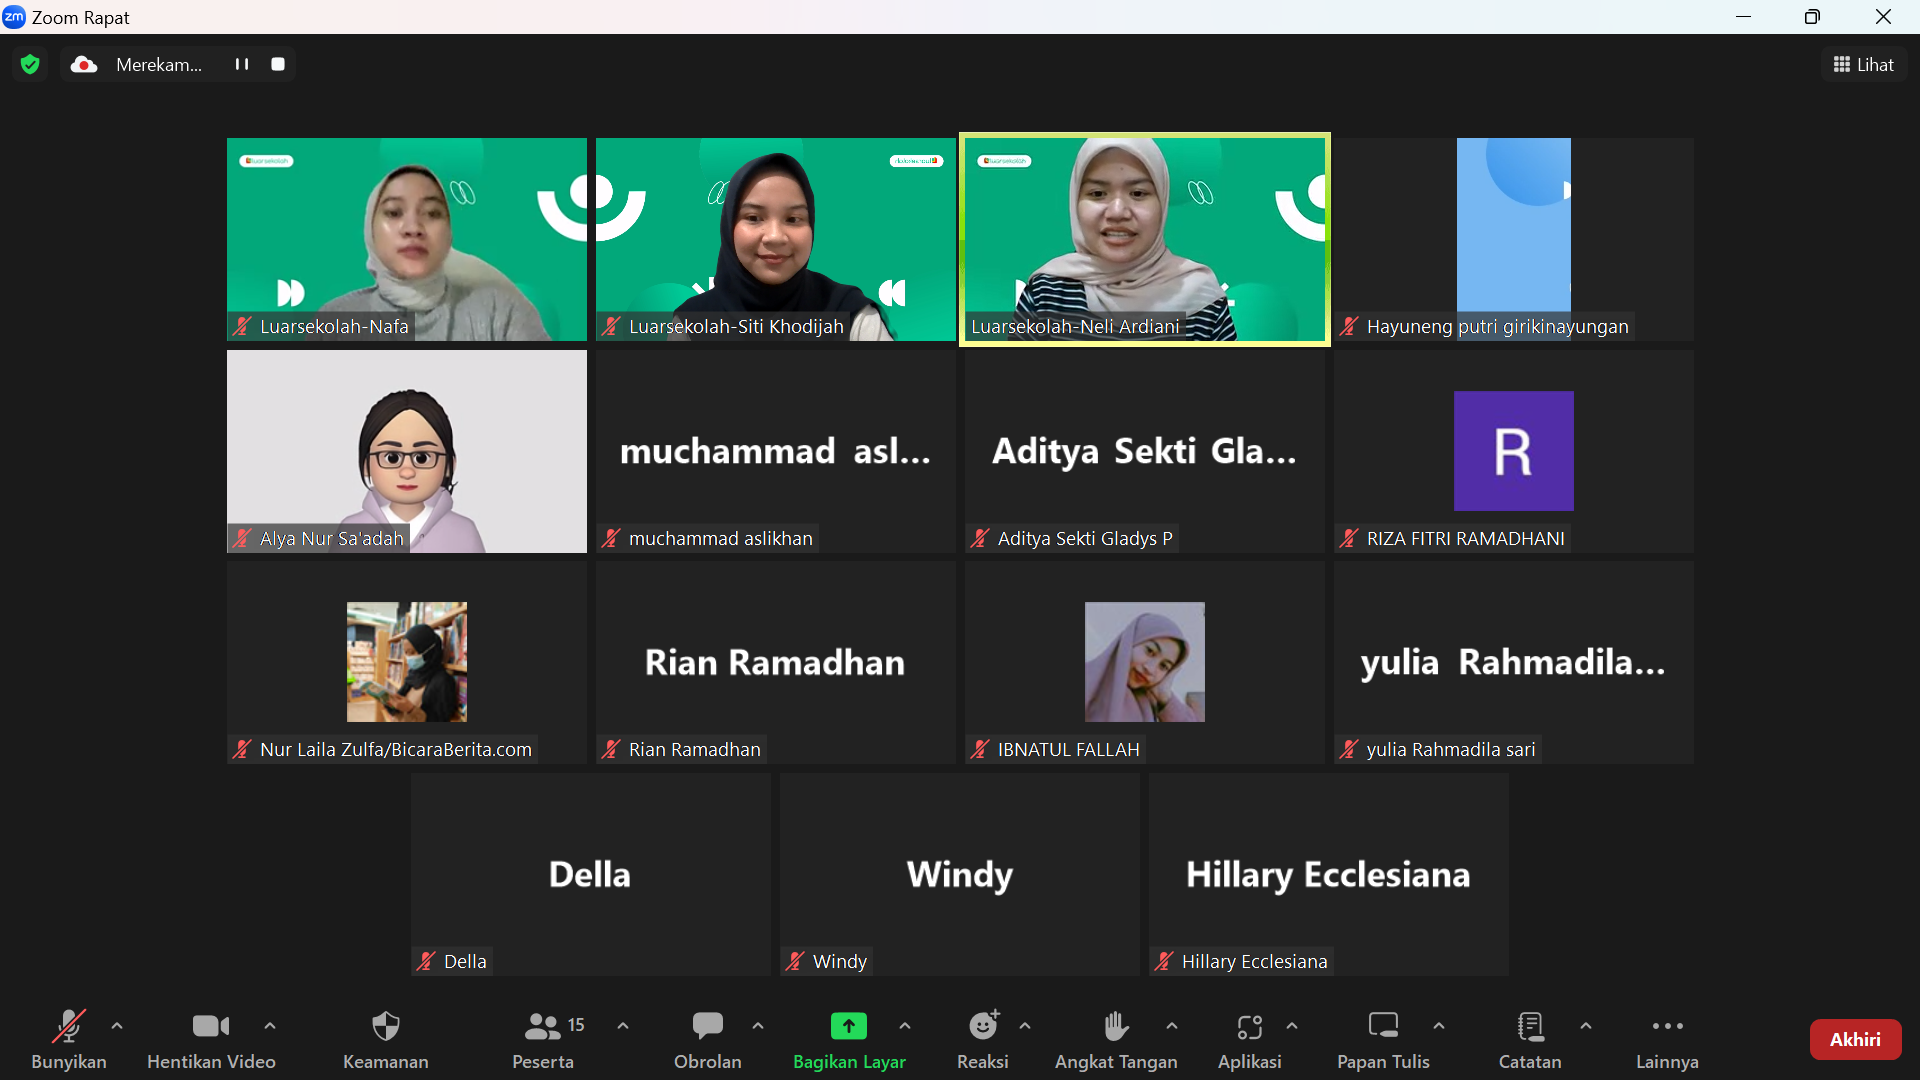 zm Zoom Rapat
Merekam...
Lihat
luarsekolah
luarsekolah
luarsekolah
Luarsekolah-Nafa
Luarsekolah-Siti Khodijah
Luarsekolah-Neli Ardiani
Hayuneng putri girikinayungan
muchammad asl...
Aditya Sekti Gla...
R
Alya Nur Sa'adah
muchammad aslikhan
Aditya Sekti Gladys P
RIZA FITRI RAMADHANI
Rian Ramadhan
yulia Rahmadila...
Nur Laila Zulfa/BicaraBerita.com
Rian Ramadhan
IBNATUL FALLAH
yulia Rahmadila sari
Della
Windy
Hillary Ecclesiana
Della
Windy
Hillary Ecclesiana
15
Bunyikan
Hentikan Video
Keamanan
Peserta
Obrolan
Bagikan Layar
Reaksi
Angkat Tangan
Aplikasi
Papan Tulis
Catatan
Lainnya
Akhiri